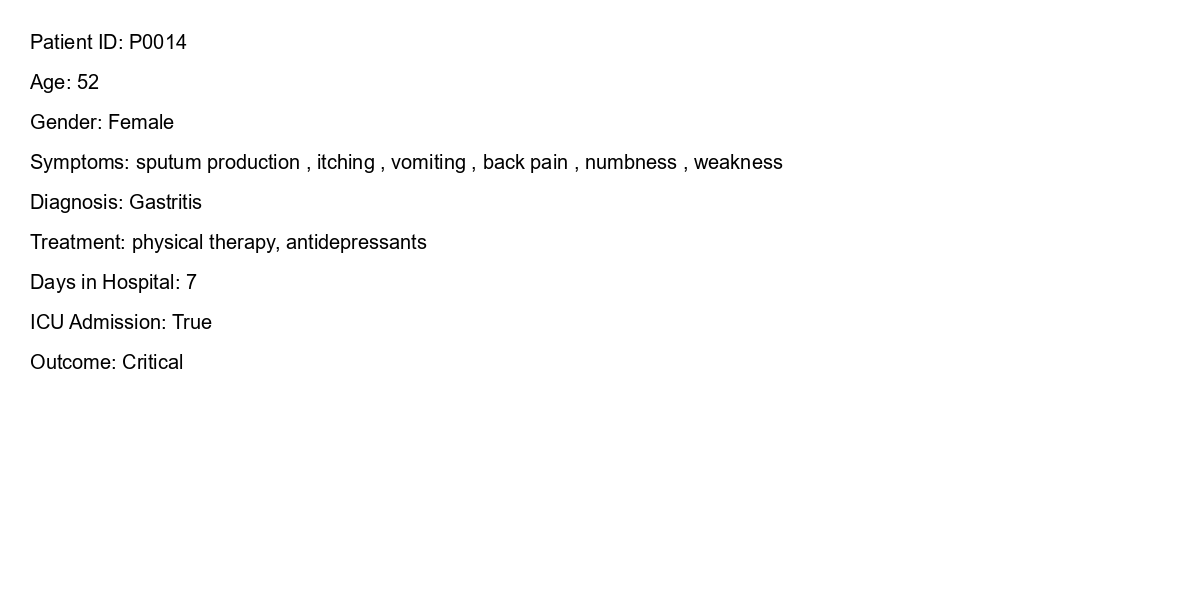 Patient ID: P0014
Age: 52
Gender: Female
Symptoms: sputum production , itching , vomiting , back pain , numbness , weakness
Diagnosis: Gastritis
Treatment: physical therapy, antidepressants
Days in Hospital: 7
ICU Admission: True
Outcome: Critical